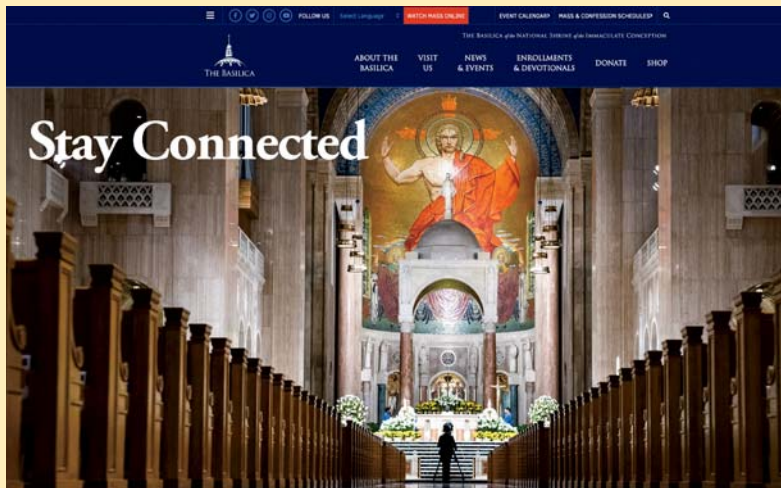 FOLLOW US Select Language WATCH MASS ONLINE EVENT CALENDAR> MASS & CONFESSION SCHEDULES>
THE BASILICA of the NATIONAL SHRINE of the IMMACULATE CONCEPTION
THE BASILICA
ABOUT THE
BASILICA
VISIT
US
NEWS
& EVENTS
ENROLLMENTS
& DEVOTIONALS
DONATE
SHOP
Stay Connected